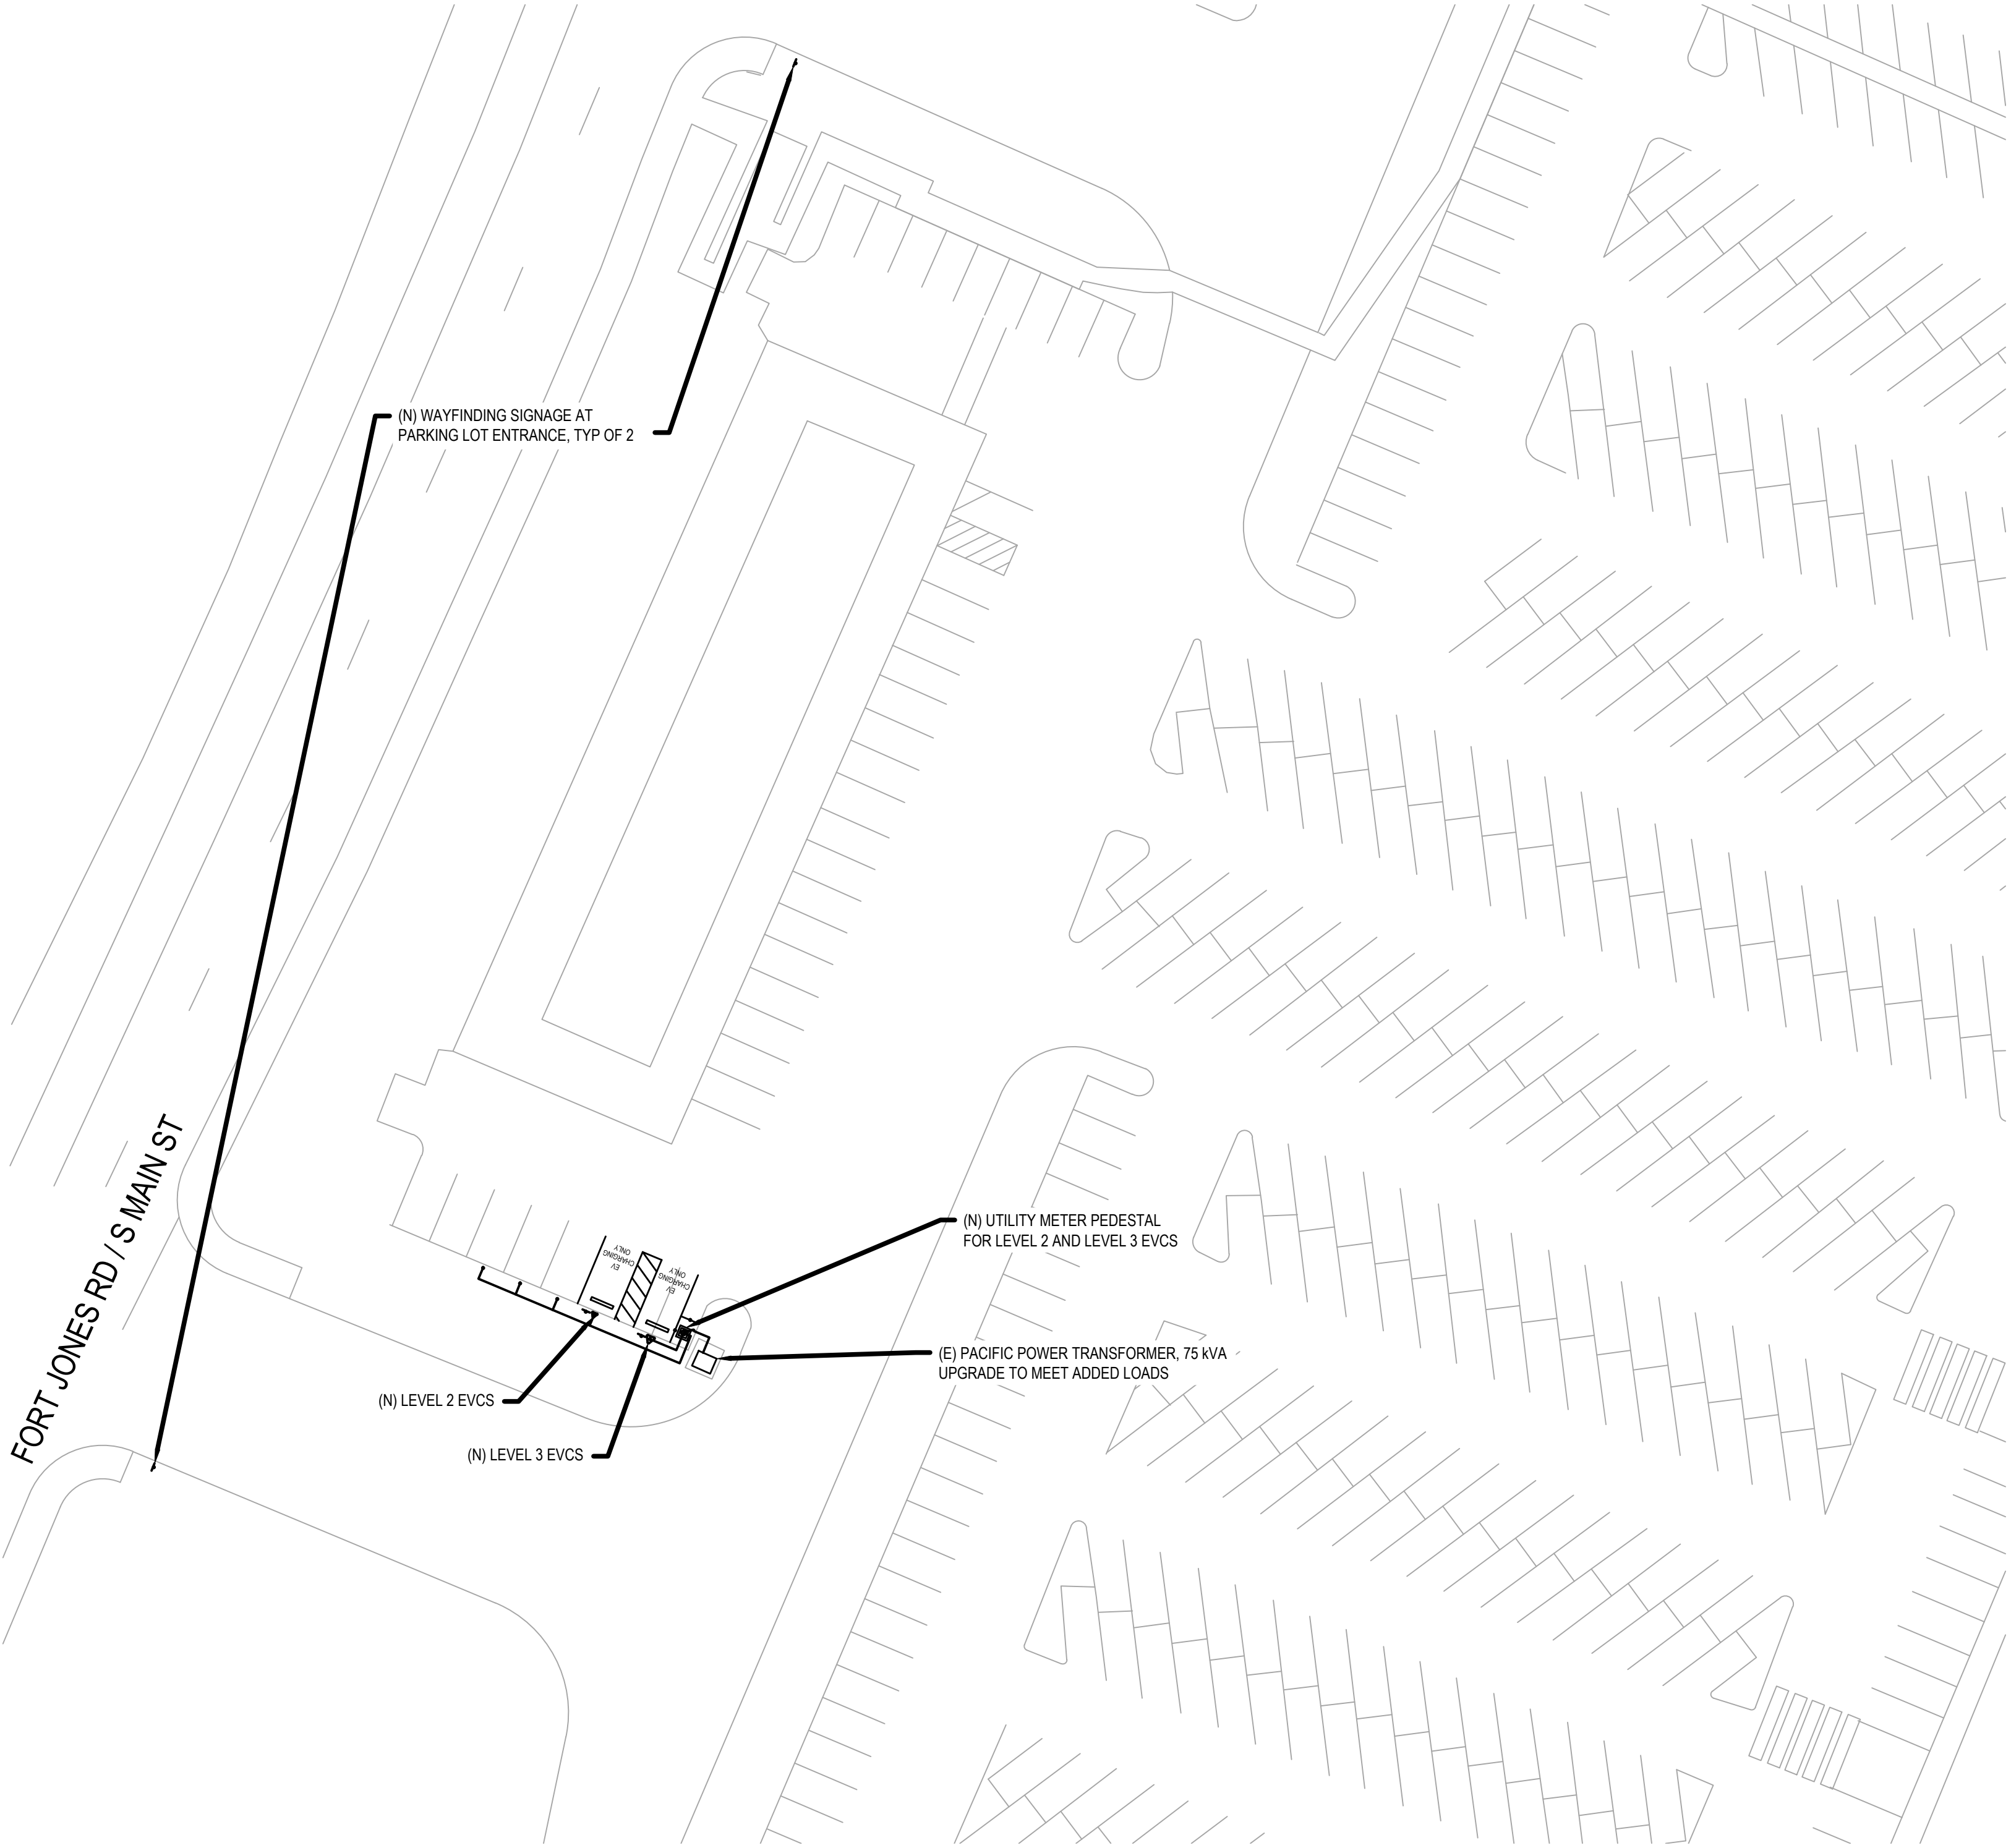 (N) WAYFINDING SIGNAGE AT
PARKING LOT ENTRANCE, TYP OF 2
FORT JONES RD / S MAIN ST
EV
CHARGING
ONLY
EV
CHARGING
ONLY
(N) UTILITY METER PEDESTAL
FOR LEVEL 2 AND LEVEL 3 EVCS
(E) PACIFIC POWER TRANSFORMER, 75 kVA
UPGRADE TO MEET ADDED LOADS
(N) LEVEL 2 EVCS
(N) LEVEL 3 EVCS